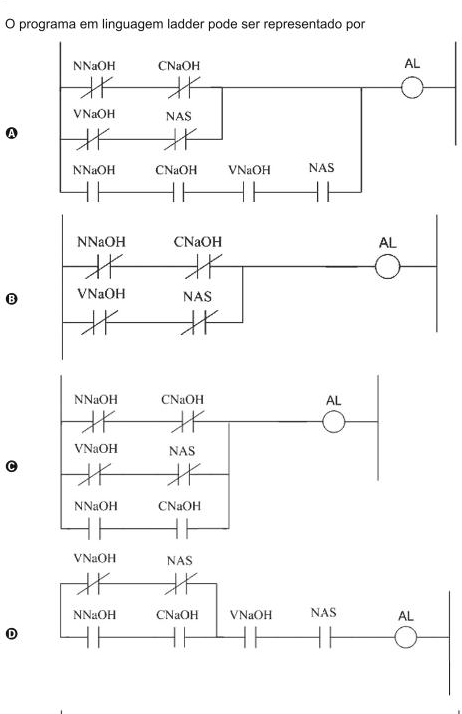 O programa em linguagem ladder pode ser representado por
NNaOH CNaOH AL
VNaOH NAS
A
NNaOH CNaOH VNaOH NAS
NNaOH CNaOH AL
B
VNaOH NAS
NNaOH CNaOH AL
VNaOH NAS
C
NNaOH CNaOH
VNaOH NAS
NNaOH CNaOH VNaOH NAS AL
D